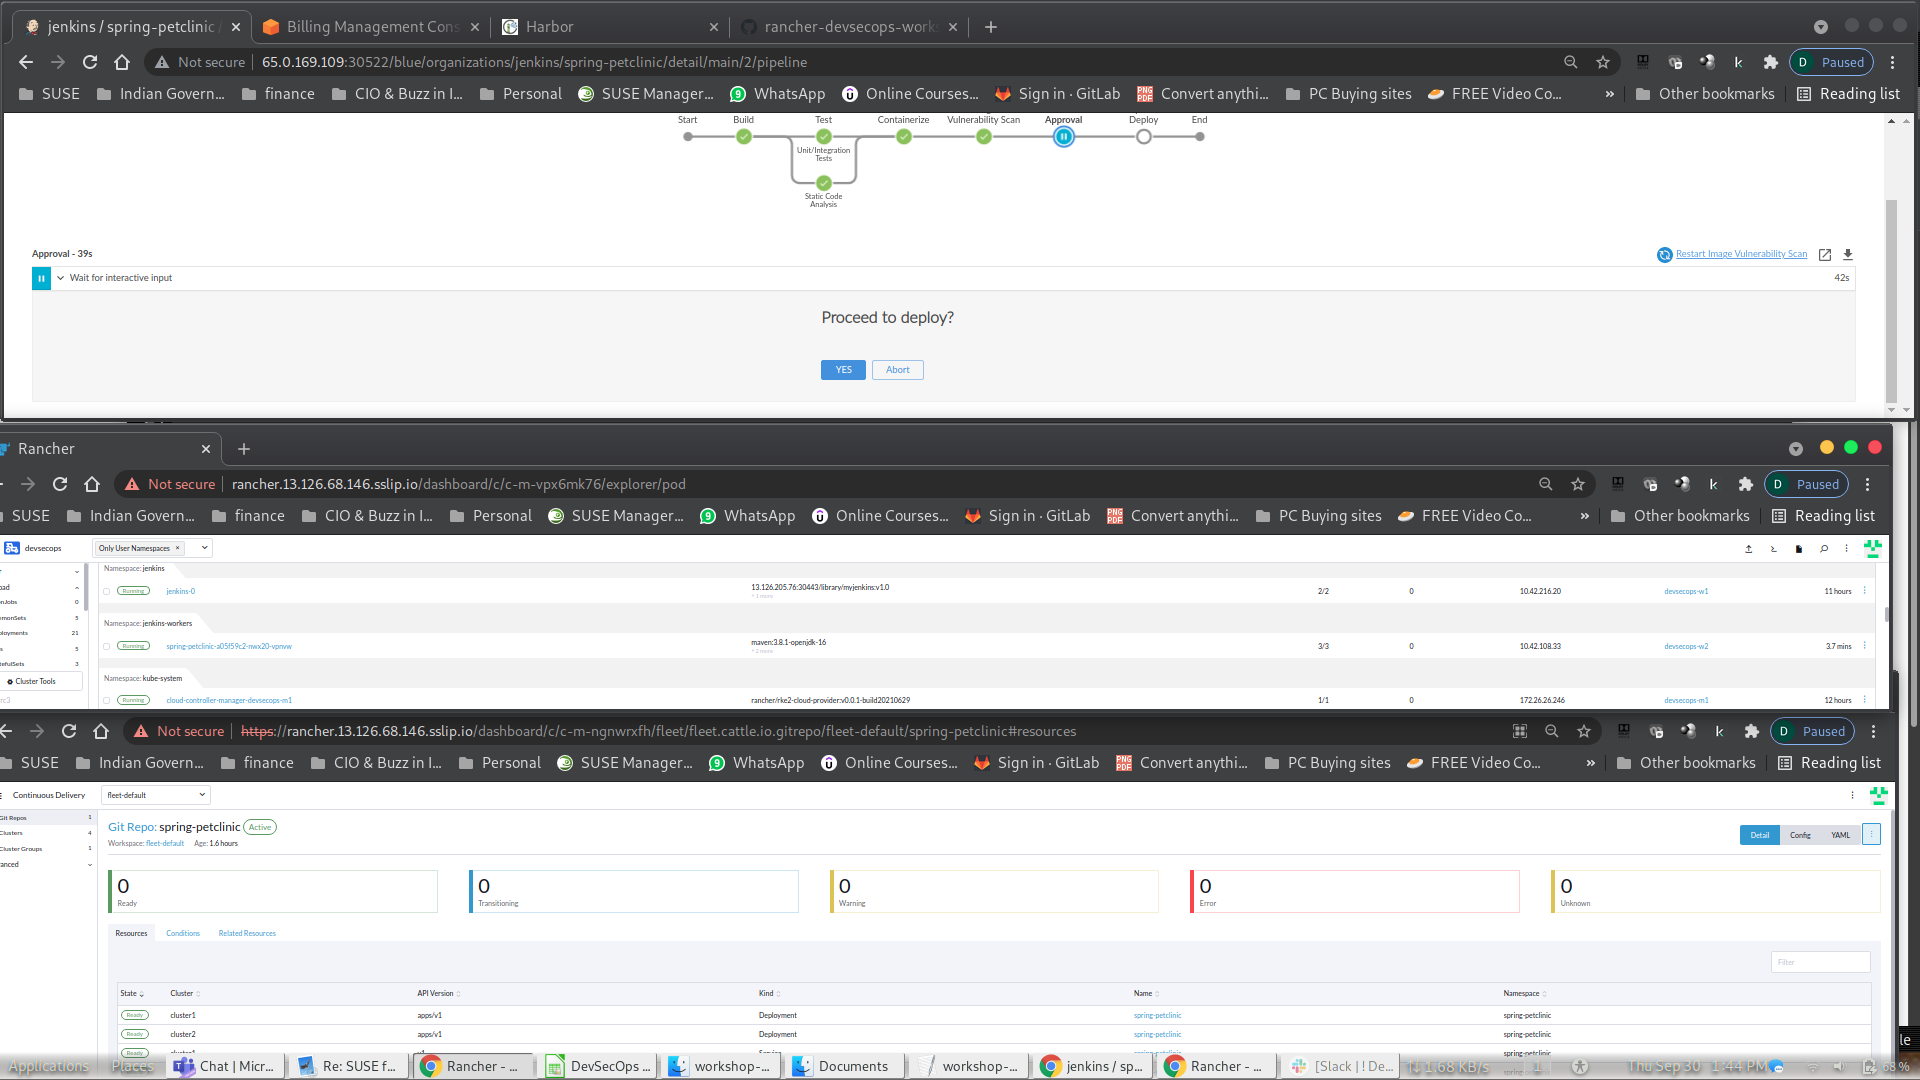 jenkins / spring-petclinic
Billing Management Cons
Harbor
rancher-devsecops-works
Not secure
65.0.169.109:30522/blue/organizations/jenkins/spring-petclinic/detail/main/2/pipeline
D Paused
SUSE
Indian Govern...
finance
CIO & Buzz in I...
Personal
SUSE Manager...
WhatsApp
Online Courses...
Sign in · GitLab
Convert anythi...
PC Buying sites
FREE Video Co...
»
Other bookmarks
Reading list
Start
Build
Test
Containerize
Vulnerability Scan
Approval
Deploy
End
Unit/Integration
Tests
Static Code
Analysis
Approval - 39s
Restart Image Vulnerability Scan
Wait for interactive input
42s
Proceed to deploy?
YES
Abort
Rancher
Not secure
rancher.13.126.68.146.sslip.io/dashboard/c/c-m-vpx6mk76/explorer/pod
D Paused
SUSE
Indian Govern...
finance
CIO & Buzz in I...
Personal
SUSE Manager...
WhatsApp
Online Courses...
Sign in · GitLab
Convert anythi...
PC Buying sites
FREE Video Co...
»
Other bookmarks
Reading list
devsecops
Only User Namespaces ×
Namespace: jenkins
Running jenkins-0 13.126.205.76:30443/library/myjenkins:v1.0 2/2 0 10.42.216.20 devsecops-w1 11 hours
Namespace: jenkins-workers
Running spring-petclinic-a05f59c2-nwx20-vpnvw maven:3.8.1-openjdk-16 3/3 0 10.42.108.33 devsecops-w2 3.7 mins
Namespace: kube-system
Running cloud-controller-manager-devsecops-m1 rancher/rke2-cloud-provider:v0.0.1-build20210629 1/1 0 172.26.26.246 devsecops-m1 12 hours
oad
onJobs 0
emonSets 5
ployments 21
s 5
tefulSets 3
Cluster Tools
Not secure
https://rancher.13.126.68.146.sslip.io/dashboard/c/c-m-ngnwrxfh/fleet/fleet.cattle.io.gitrepo/fleet-default/spring-petclinic#resources
D Paused
SUSE
Indian Govern...
finance
CIO & Buzz in I...
Personal
SUSE Manager...
WhatsApp
Online Courses...
Sign in · GitLab
Convert anythi...
PC Buying sites
FREE Video Co...
»
Other bookmarks
Reading list
Continuous Delivery
fleet-default
Git Repos 1
Clusters 4
Cluster Groups 1
anced
Git Repo: spring-petclinic Active
Workspace: fleet-default Age: 1.6 hours
Detail
Config
YAML
0
Ready
0
Transitioning
0
Warning
0
Error
0
Unknown
Resources
Conditions
Related Resources
Filter
State Cluster API Version Kind Name Namespace
Ready cluster1 apps/v1 Deployment spring-petclinic spring-petclinic
Ready cluster2 apps/v1 Deployment spring-petclinic spring-petclinic
Applications
Places
Chat | Micr...
Re: SUSE f...
Rancher - ...
DevSecOps ...
workshop-...
Documents
workshop-...
jenkins / sp...
Rancher - ...
[Slack | ! De...
1.68 KB/s
Thu Sep 30
1:44 PM
68 %